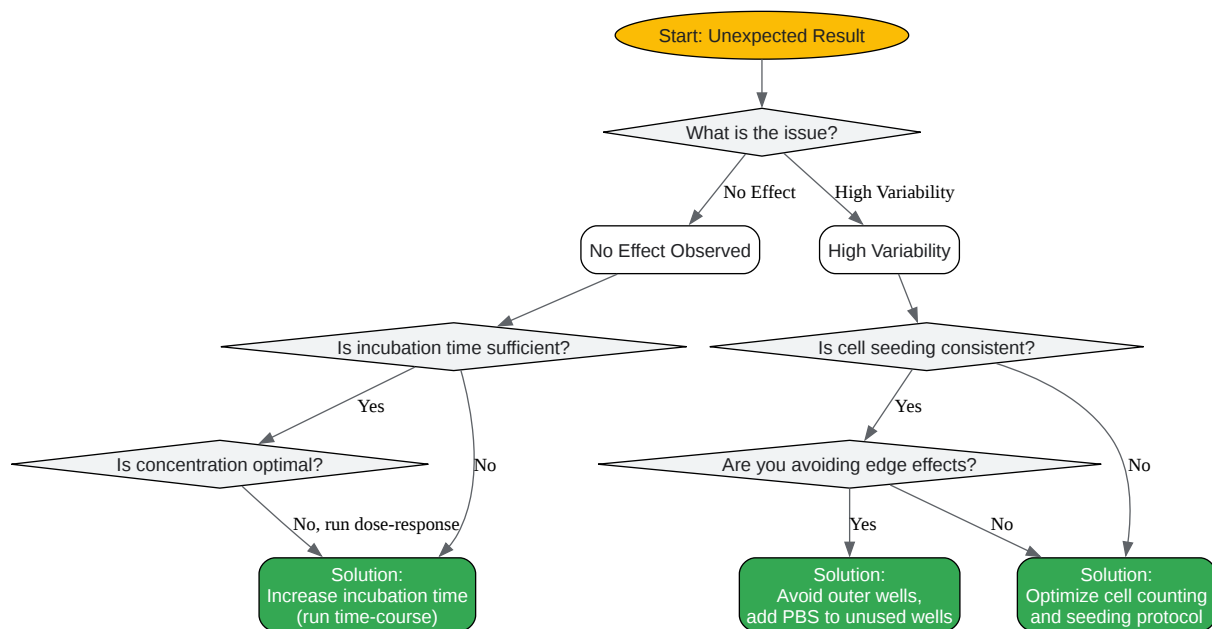 Start: Unexpected Result
What is the issue?
No Effect
High Variability
No Effect Observed
High Variability
Is incubation time sufficient?
Is cell seeding consistent?
Yes
Yes
Is concentration optimal?
No
Are you avoiding edge effects?
No
No, run dose-response
Yes
No
Solution:
Increase incubation time
(run time-course)
Solution:
Avoid outer wells,
add PBS to unused wells
Solution:
Optimize cell counting
and seeding protocol